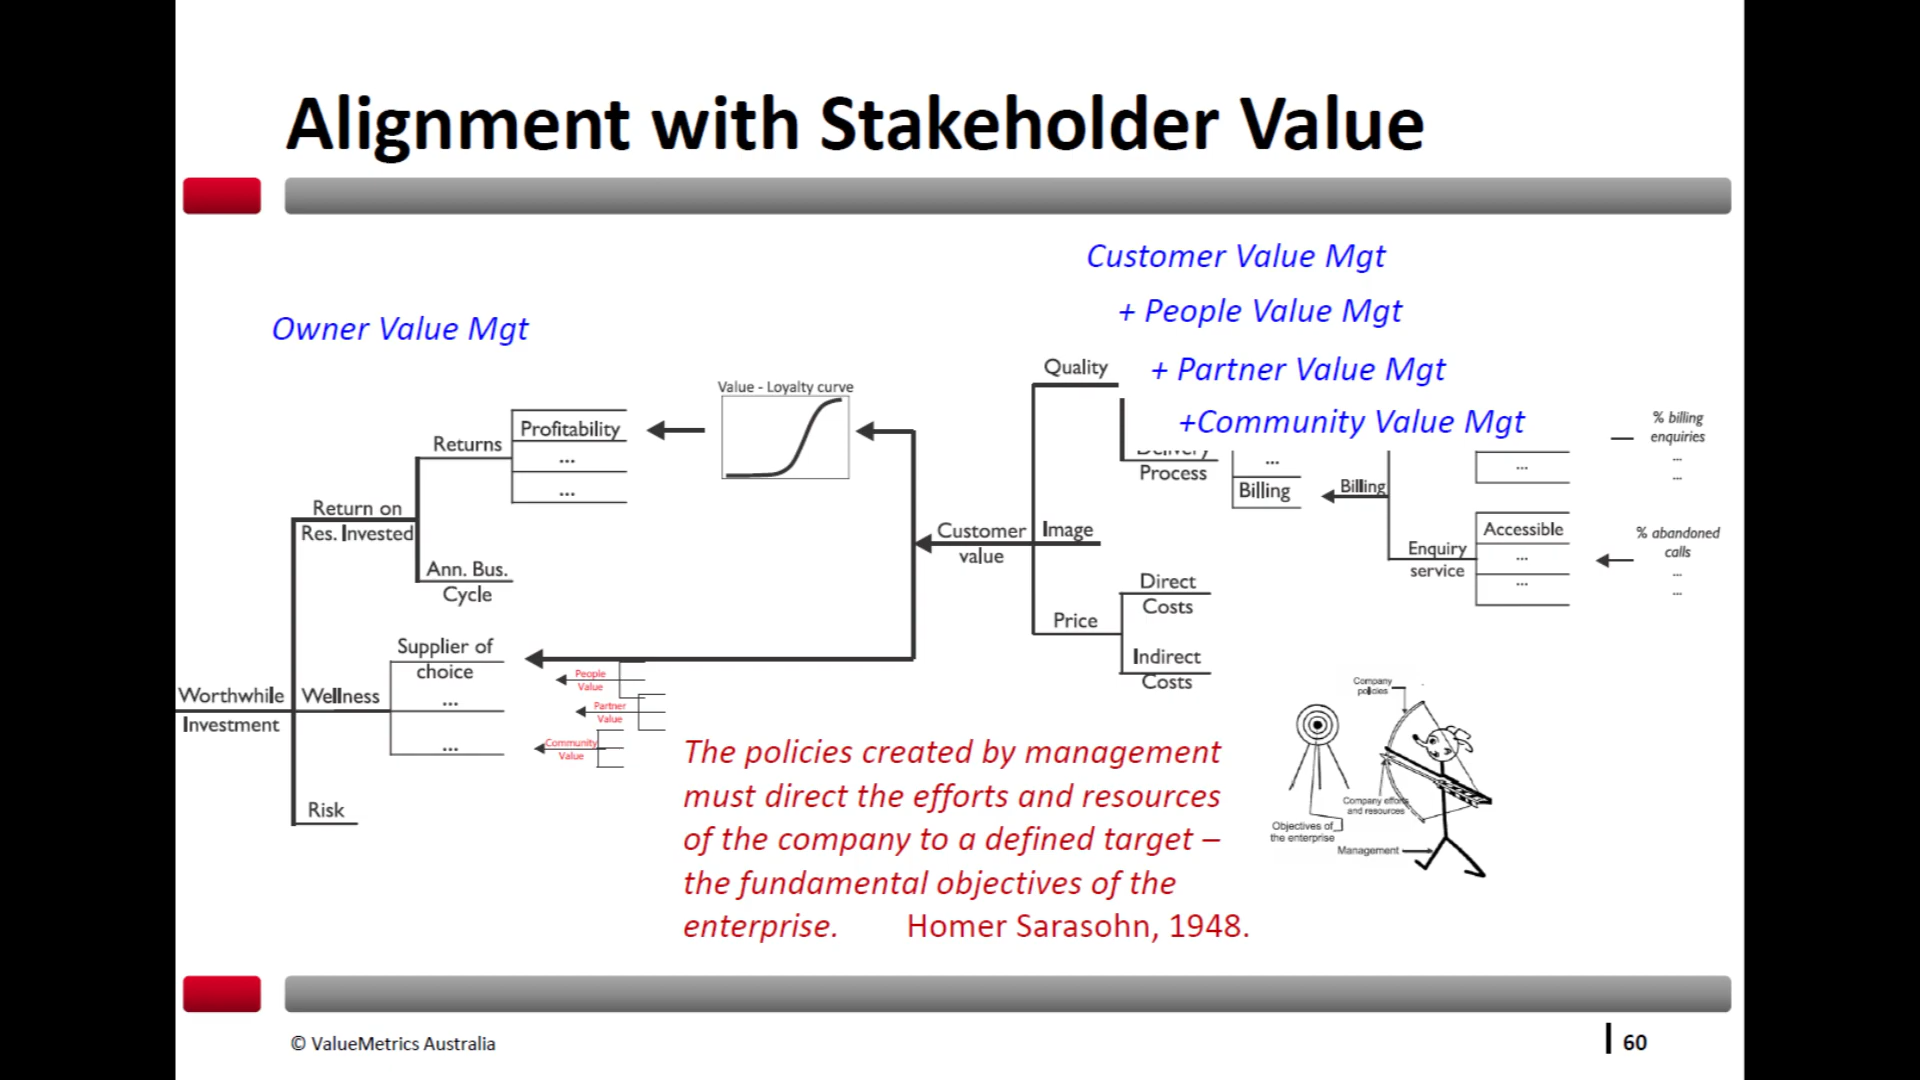 Alignment with Stakeholder Value
Customer Value Mgt
+ People Value Mgt
+ Partner Value Mgt
+Community Value Mgt
Owner Value Mgt
Value - Loyalty curve
Worthwhile
Investment
Return on
Res. Invested
Returns
Profitability
...
...
Ann. Bus.
Cycle
Wellness
Supplier of
choice
...
...
Risk
People
Value
Partner
Value
Community
Value
Customer
value
Quality
Delivery
Process
...
Billing
Image
Price
Direct
Costs
Indirect
Costs
Billing
...
Enquiry
service
Accessible
...
...
% billing
enquiries
...
...
% abandoned
calls
...
...
The policies created by management
must direct the efforts and resources
of the company to a defined target –
the fundamental objectives of the
enterprise. Homer Sarasohn, 1948.
Company
policies
Company efforts
and resources
Objectives of
the enterprise
Management
© ValueMetrics Australia
60